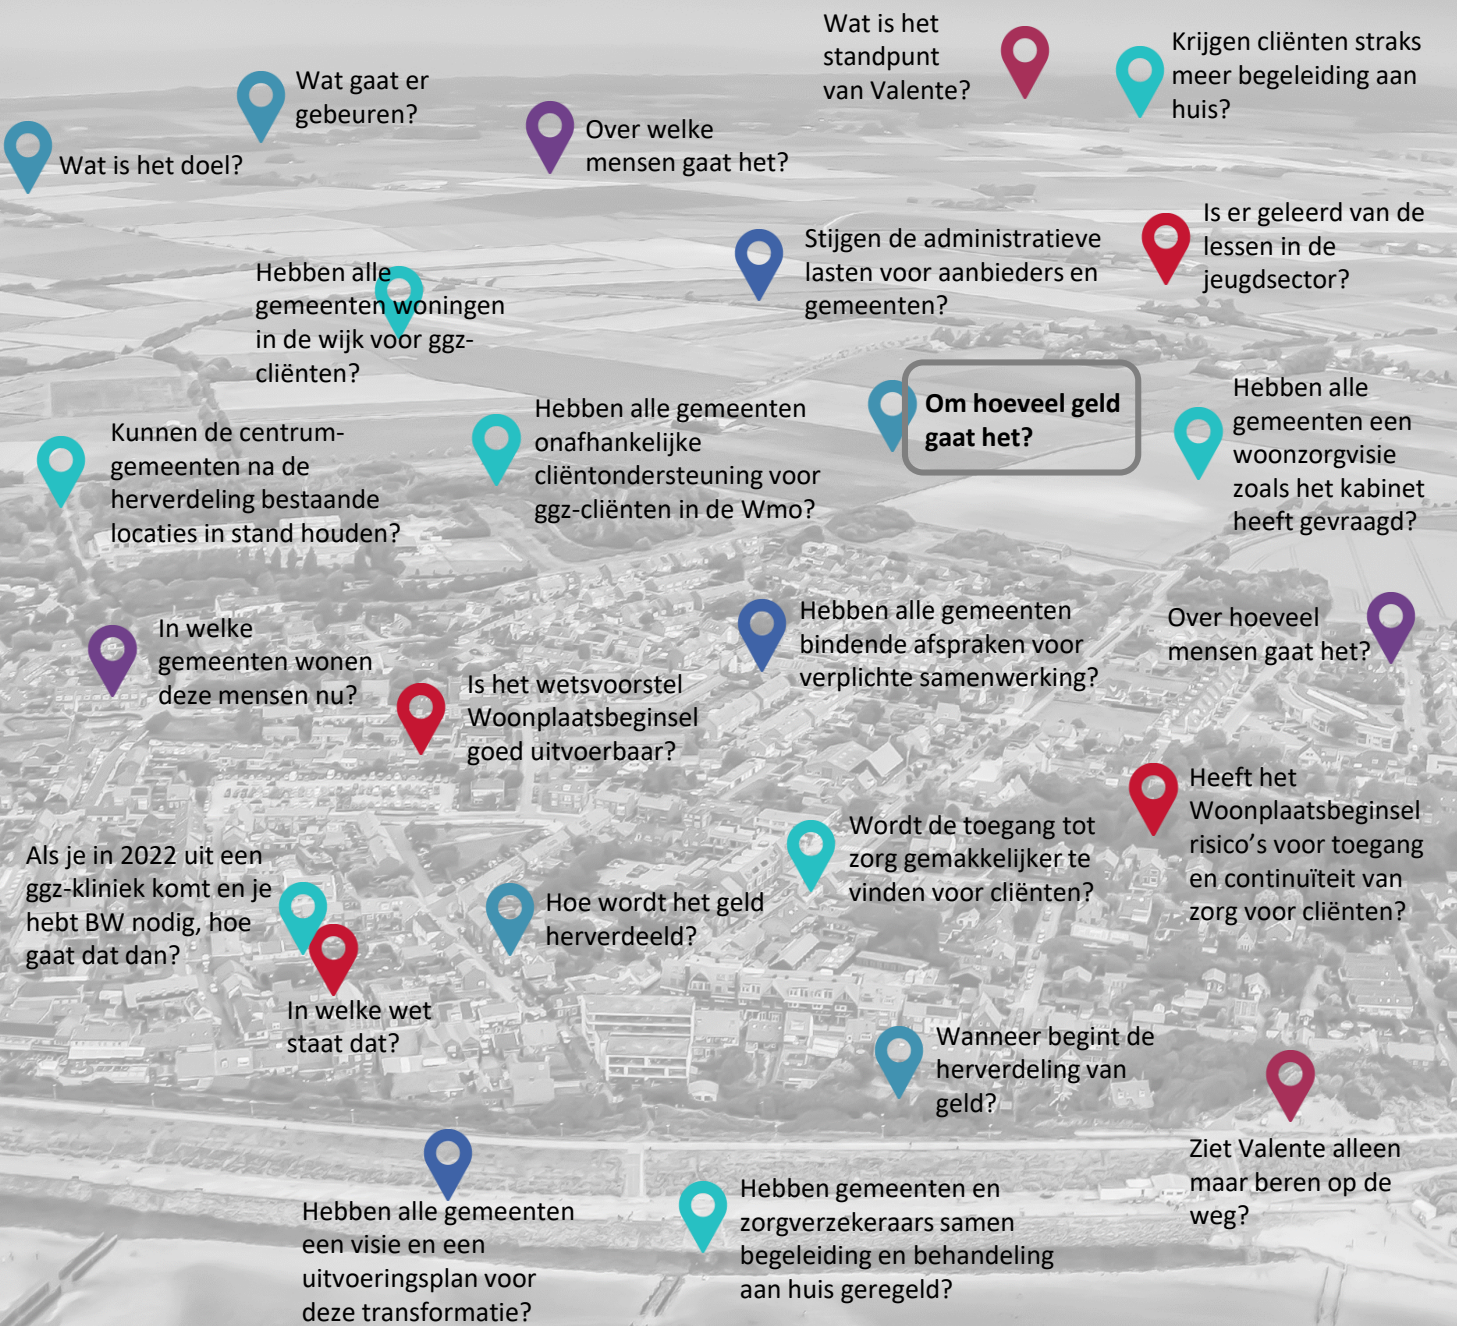 Wat is het
standpunt
van Valente?
Krijgen cliënten straks
meer begeleiding aan
huis?
Wat gaat er
gebeuren?
Over welke
mensen gaat het?
Wat is het doel?
Is er geleerd van de
lessen in de
jeugdsector?
Stijgen de administratieve
lasten voor aanbieders en
gemeenten?
Hebben alle
gemeenten woningen
in de wijk voor ggz-
cliënten?
Om hoeveel geld
gaat het?
Hebben alle
gemeenten een
woonzorgvisie
zoals het kabinet
heeft gevraagd?
Hebben alle gemeenten
onafhankelijke
cliëntondersteuning voor
ggz-cliënten in de Wmo?
Kunnen de centrum-
gemeenten na de
herverdeling bestaande
locaties in stand houden?
Hebben alle gemeenten
bindende afspraken voor
verplichte samenwerking?
Over hoeveel
mensen gaat het?
In welke
gemeenten wonen
deze mensen nu?
Is het wetsvoorstel
Woonplaatsbeginsel
goed uitvoerbaar?
Heeft het
Woonplaatsbeginsel
risico's voor toegang
en continuïteit van
zorg voor cliënten?
Wordt de toegang tot
zorg gemakkelijker te
vinden voor cliënten?
Als je in 2022 uit een
ggz-kliniek komt en je
hebt BW nodig, hoe
gaat dat dan?
Hoe wordt het geld
herverdeeld?
In welke wet
staat dat?
Wanneer begint de
herverdeling van
geld?
Ziet Valente alleen
maar beren op de
weg?
Hebben alle gemeenten
een visie en een
uitvoeringsplan voor
deze transformatie?
Hebben gemeenten en
zorgverzekeraars samen
begeleiding en behandeling
aan huis geregeld?